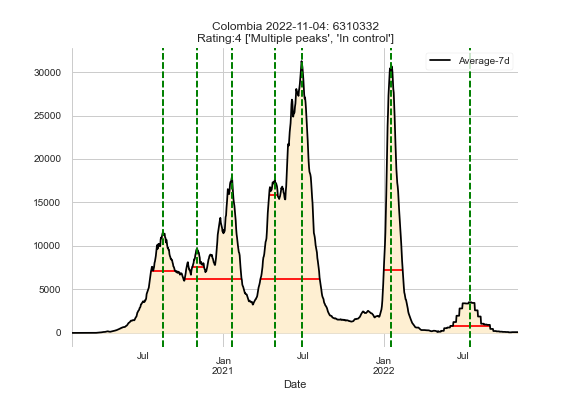 Colombia 2022-11-04: 6310332
Rating:4 ['Multiple peaks', 'In control']
Average-7d
30000
25000
20000
15000
10000
5000
0
Jul
Jan
2021
Jul
Jan
2022
Jul
Date